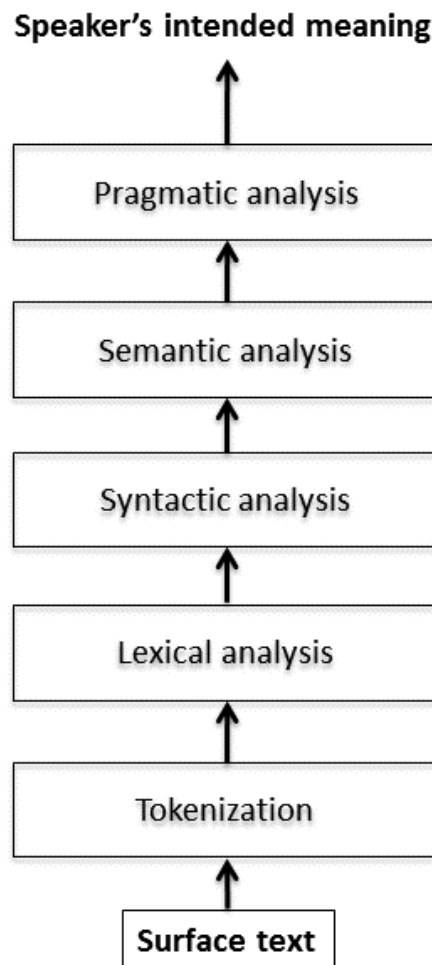 Speaker's intended meaning
Pragmatic analysis
Semantic analysis
Syntactic analysis
Lexical analysis
Tokenization
Surface text